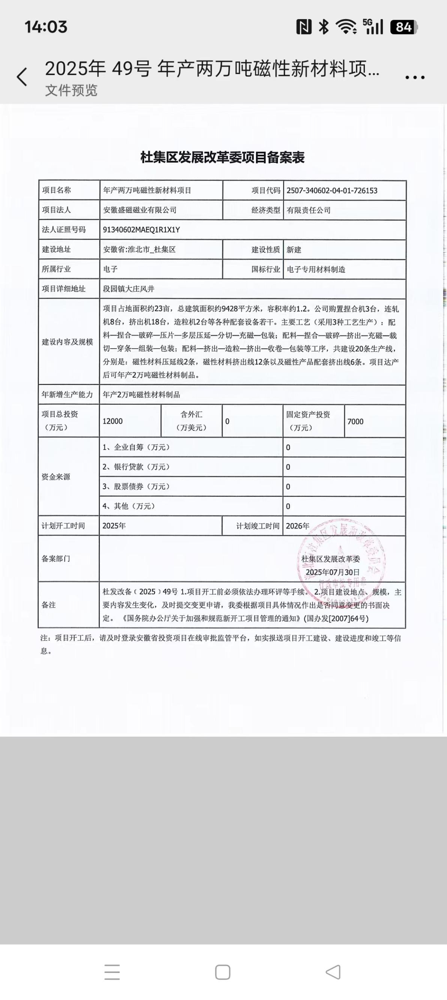 14:03
5G
84
2025年 49号 年产两万吨磁性新材料项...
文件预览
杜集区发展改革委项目备案表
项目名称 年产两万吨磁性新材料项目 项目代码 2507-340602-04-01-726153
项目法人 安徽盛磁磁业有限公司 经济类型 有限责任公司
法人证照号码 91340602MAEQ1R1X1Y
建设地址 安徽省:淮北市_杜集区 建设性质 新建
所属行业 电子 国标行业 电子专用材料制造
项目详细地址 段园镇大庄风井
建设内容及规模
项目占地面积约23亩，总建筑面积约9428平方米，容积率约1.2。公司购置捏合机3台，连轧
机8台，挤出机18台，造粒机2台等各种配套设备若干。主要工艺（采用3种工艺生产）：配
料—捏合—破碎—压片—多层压延—分切—充磁—包装；配料—捏合—破碎—挤出—充磁—裁
切—穿条—组装—包装；配料—挤出—造粒—挤出—收卷—包装等工序，共建设20条生产线，
分别是：磁性材料压延线2条，磁性材料挤出线12条以及磁性产品配套挤出线6条。项目达产
后可年产2万吨磁性材料制品。
年新增生产能力 年产2万吨磁性材料制品
项目总投资
（万元）
12000
含外汇
（万美元）
0
固定资产投资
（万元）
7000
资金来源
1、企业自筹（万元） 0
2、银行贷款（万元） 0
3、股票债券（万元） 0
4、其他（万元） 0
计划开工时间 2025年 计划竣工时间 2026年
备案部门
杜集区发展改革委
2025年07月30日
淮北市杜集区发展和改革委员会
行政审批专用章
备注
杜发改备﹝2025﹞49号 1.项目开工前必须依法办理环评等手续。 2.项目建设地点、规模，主
要内容发生变化，及时提交变更申请，我委根据项目具体情况作出是否同意变更的书面决
定。 《国务院办公厅关于加强和规范新开工项目管理的通知》(国办发[2007]64号)
注：项目开工后，请及时登录安徽省投资项目在线审批监管平台，如实报送项目开工建设、建设进度和竣工等信
息。